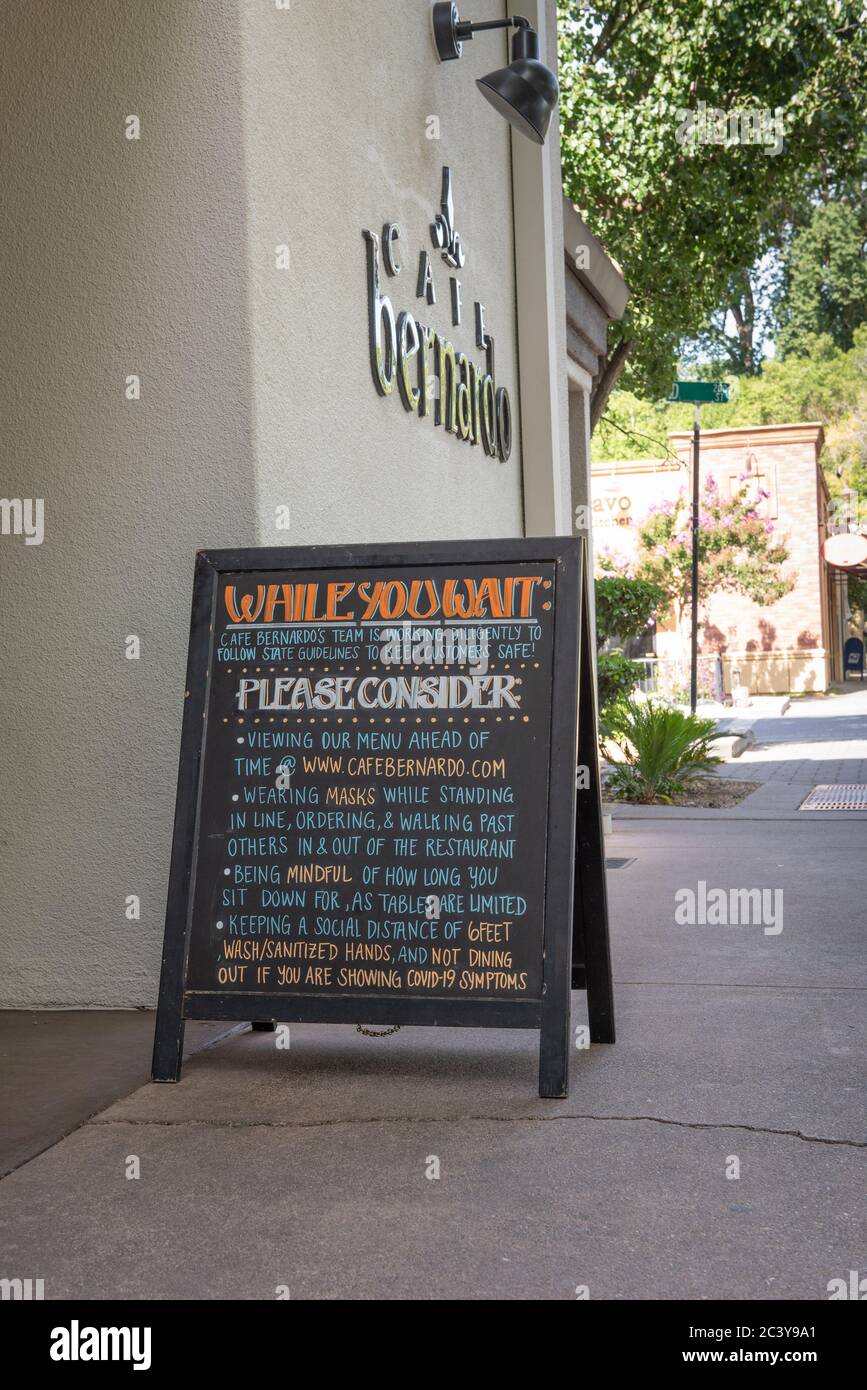 CAFE
bernardo
avo
itchen
WHILE YOU WAIT:
CAFE BERNARDO'S TEAM IS WORKING DILIGENTLY TO
FOLLOW STATE GUIDELINES TO KEEP CUSTOMERS SAFE!
PLEASE CONSIDER:
• VIEWING OUR MENU AHEAD OF
TIME @ WWW.CAFEBERNARDO.COM
• WEARING MASKS WHILE STANDING
IN LINE, ORDERING, & WALKING PAST
OTHERS IN & OUT OF THE RESTAURANT
• BEING MINDFUL OF HOW LONG YOU
SIT DOWN FOR, AS TABLES ARE LIMITED
• KEEPING A SOCIAL DISTANCE OF 6FEET
, WASH/SANITIZED HANDS, AND NOT DINING
OUT IF YOU ARE SHOWING COVID-19 SYMPTOMS
alamy
Image ID: 2C3Y9A1
www.alamy.com